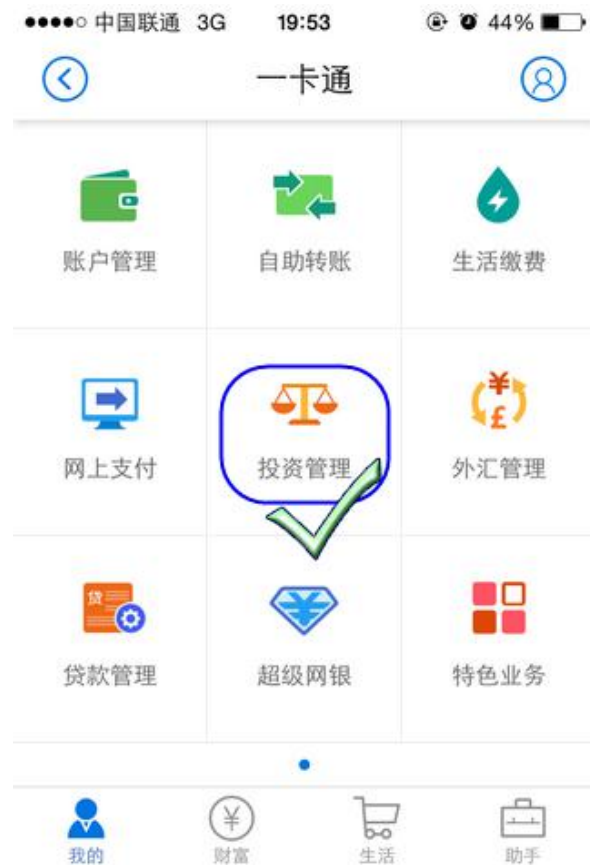 中国联通 3G 19:53 44%
一卡通
账户管理 自助转账 生活缴费
¥ £
网上支付 投资管理 外汇管理
贷 ¥
贷款管理 超级网银 特色业务
¥
我的 财富 生活 助手